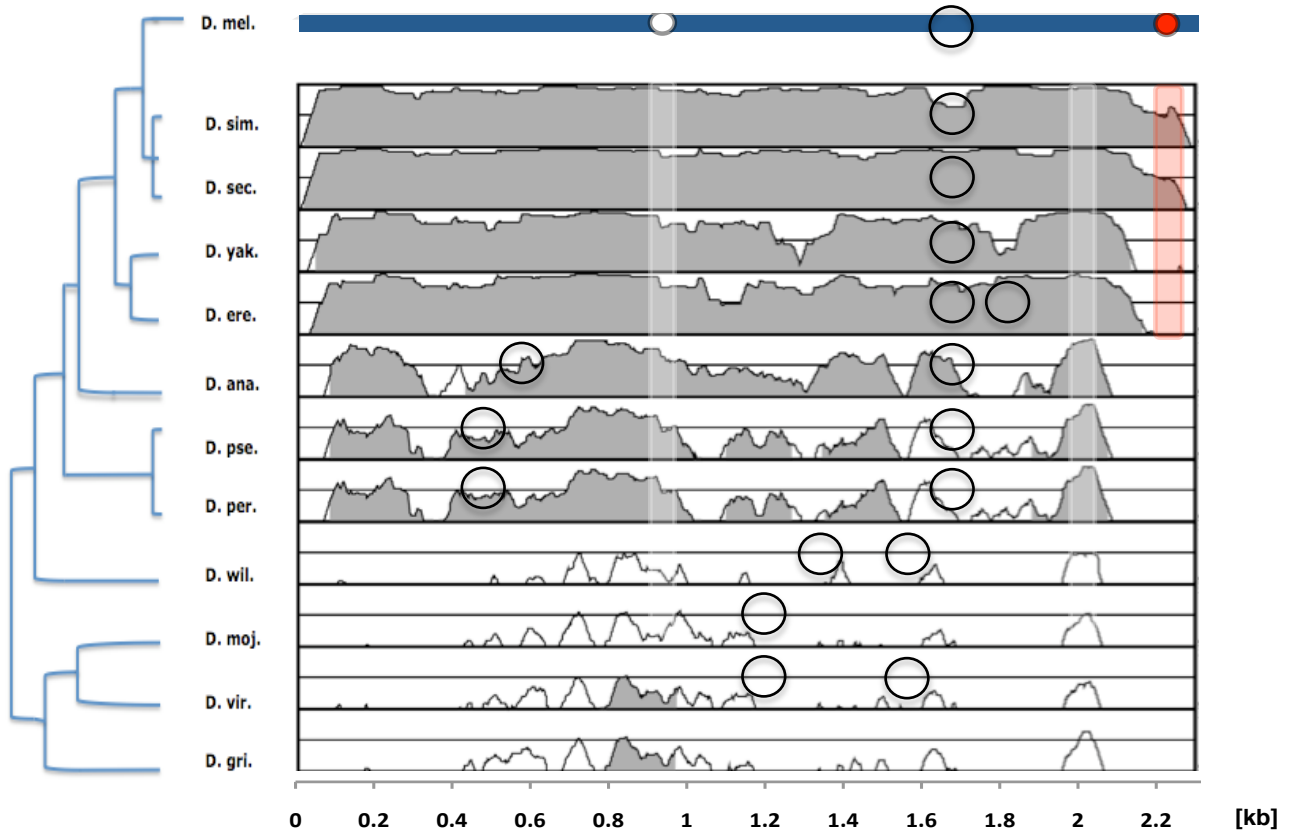 D. mel.
D. sim.
D. sec.
D. yak.
D. ere.
D. ana.
D. pse.
D. per.
D. wil.
D. moj.
D. vir.
D. gri.
0 0.2 0.4 0.6 0.8 1 1.2 1.4 1.6 1.8 2 2.2 [kb]